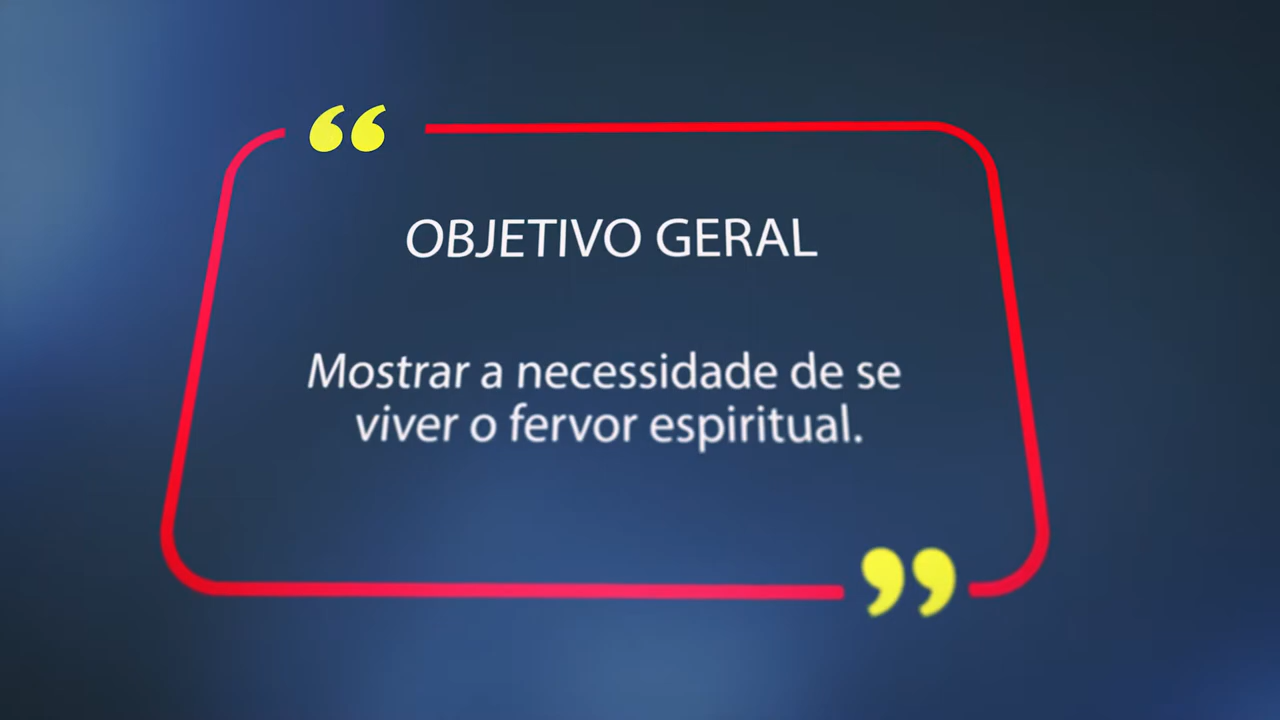 OBJETIVO GERAL
Mostrar a necessidade de se
viver o fervor espiritual.